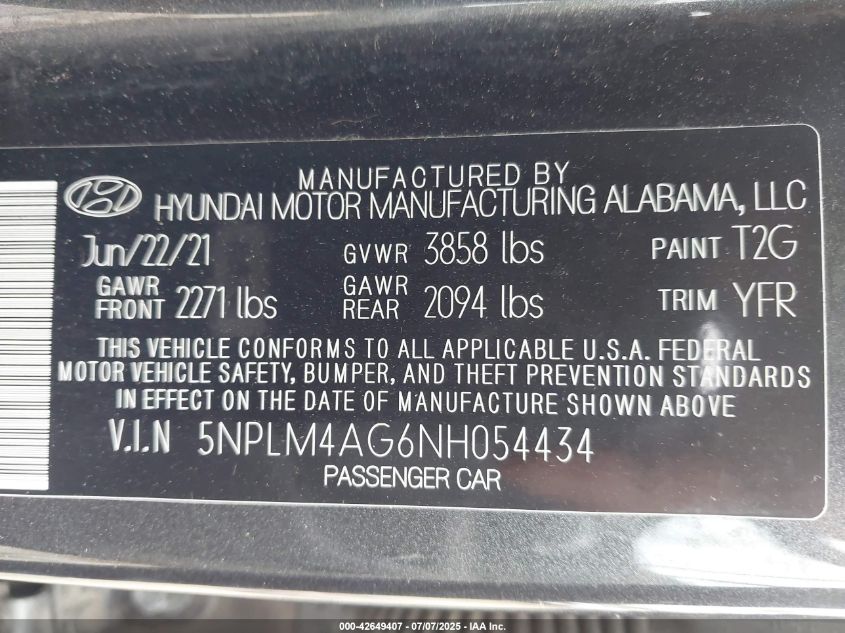 MANUFACTURED BY
HYUNDAI MOTOR MANUFACTURING ALABAMA, LLC
Jun/22/21 GVWR 3858 lbs PAINT T2G
GAWR FRONT 2271 lbs GAWR REAR 2094 lbs TRIM YFR
THIS VEHICLE CONFORMS TO ALL APPLICABLE U.S.A. FEDERAL
MOTOR VEHICLE SAFETY, BUMPER, AND THEFT PREVENTION STANDARDS
IN EFFECT ON THE DATE OF MANUFACTURE SHOWN ABOVE
V.I.N 5NPLM4AG6NH054434
PASSENGER CAR
000-42649407 - 07/07/2025 - IAA Inc.